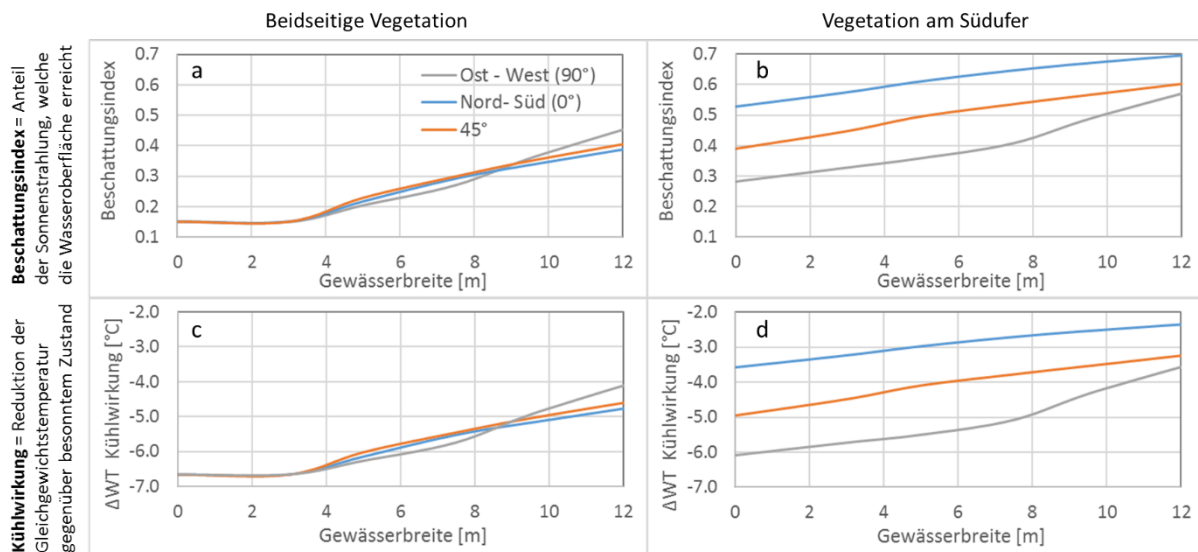 Beidseitige Vegetation
Vegetation am Südufer
Beschattungsindex = Anteil
der Sonnenstrahlung, welche
die Wasseroberfläche erreicht
Beschattungsindex
0.7
0.6
0.5
0.4
0.3
0.2
0.1
a
Ost - West (90°)
Nord- Süd (0°)
45°
0 2 4 6 8 10 12
Gewässerbreite [m]
Beschattungsindex
0.7
0.6
0.5
0.4
0.3
0.2
0.1
b
0 2 4 6 8 10 12
Gewässerbreite [m]
Kühlwirkung = Reduktion der
Gleichgewichtstemperatur
gegenüber besonntem Zustand
ΔWT Kühlwirkung [°C]
-2.0
-3.0
-4.0
-5.0
-6.0
-7.0
c
0 2 4 6 8 10 12
Gewässerbreite [m]
ΔWT Kühlwirkung [°C]
-2.0
-3.0
-4.0
-5.0
-6.0
-7.0
d
0 2 4 6 8 10 12
Gewässerbreite [m]